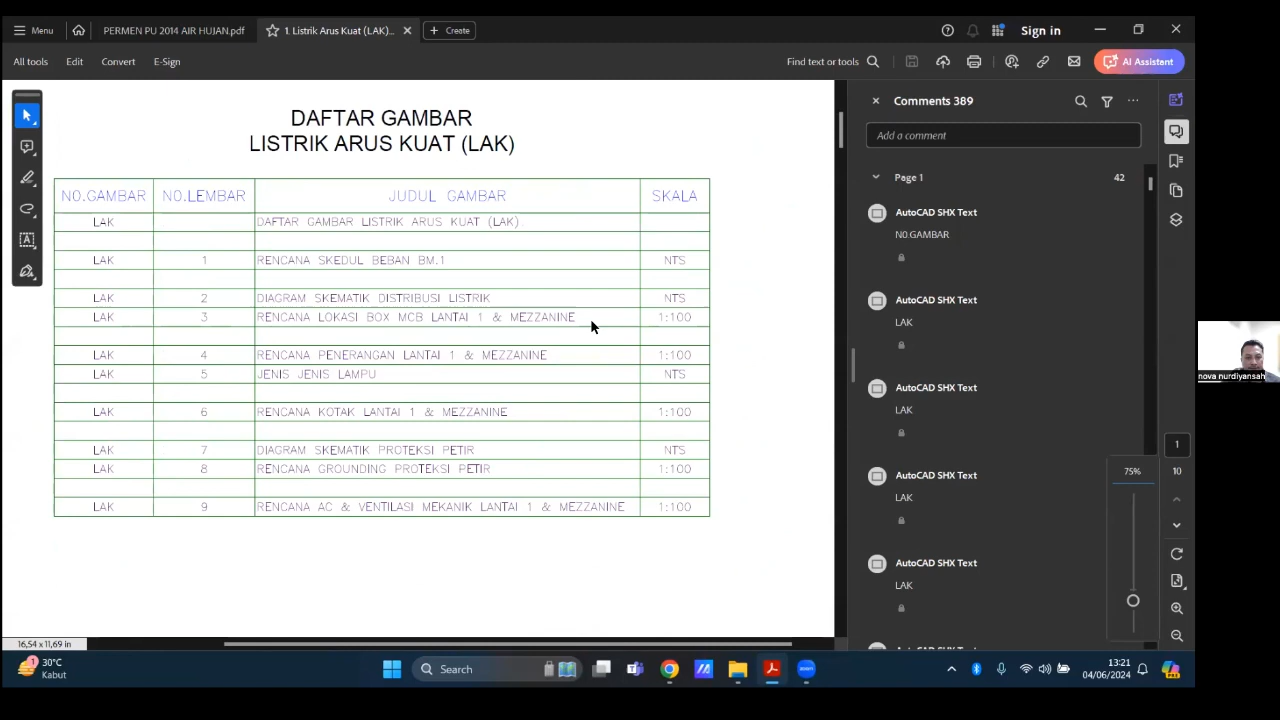 Menu PERMEN PU 2014 AIR HUJAN.pdf 1. Listrik Arus Kuat (LAK)... Create Sign in
All tools Edit Convert E-Sign Find text or tools AI Assistant
DAFTAR GAMBAR
LISTRIK ARUS KUAT (LAK)
NO.GAMBAR NO.LEMBAR JUDUL GAMBAR SKALA
LAK DAFTAR GAMBAR LISTRIK ARUS KUAT (LAK).
LAK 1 RENCANA SKEDUL BEBAN BM.1 NTS
LAK 2 DIAGRAM SKEMATIK DISTRIBUSI LISTRIK NTS
LAK 3 RENCANA LOKASI BOX MCB LANTAI 1 & MEZZANINE 1:100
LAK 4 RENCANA PENERANGAN LANTAI 1 & MEZZANINE 1:100
LAK 5 JENIS JENIS LAMPU NTS
LAK 6 RENCANA KOTAK LANTAI 1 & MEZZANINE 1:100
LAK 7 DIAGRAM SKEMATIK PROTEKSI PETIR NTS
LAK 8 RENCANA GROUNDING PROTEKSI PETIR 1:100
LAK 9 RENCANA AC & VENTILASI MEKANIK LANTAI 1 & MEZZANINE 1:100
Comments 389
Add a comment
Page 1 42
AutoCAD SHX Text
NO.GAMBAR
AutoCAD SHX Text
LAK
AutoCAD SHX Text
LAK
AutoCAD SHX Text
LAK
AutoCAD SHX Text
LAK
1
75% 10
nova nurdiyansah
16,54 x 11,69 in
1
30°C
Kabut
Search
13:21
04/06/2024